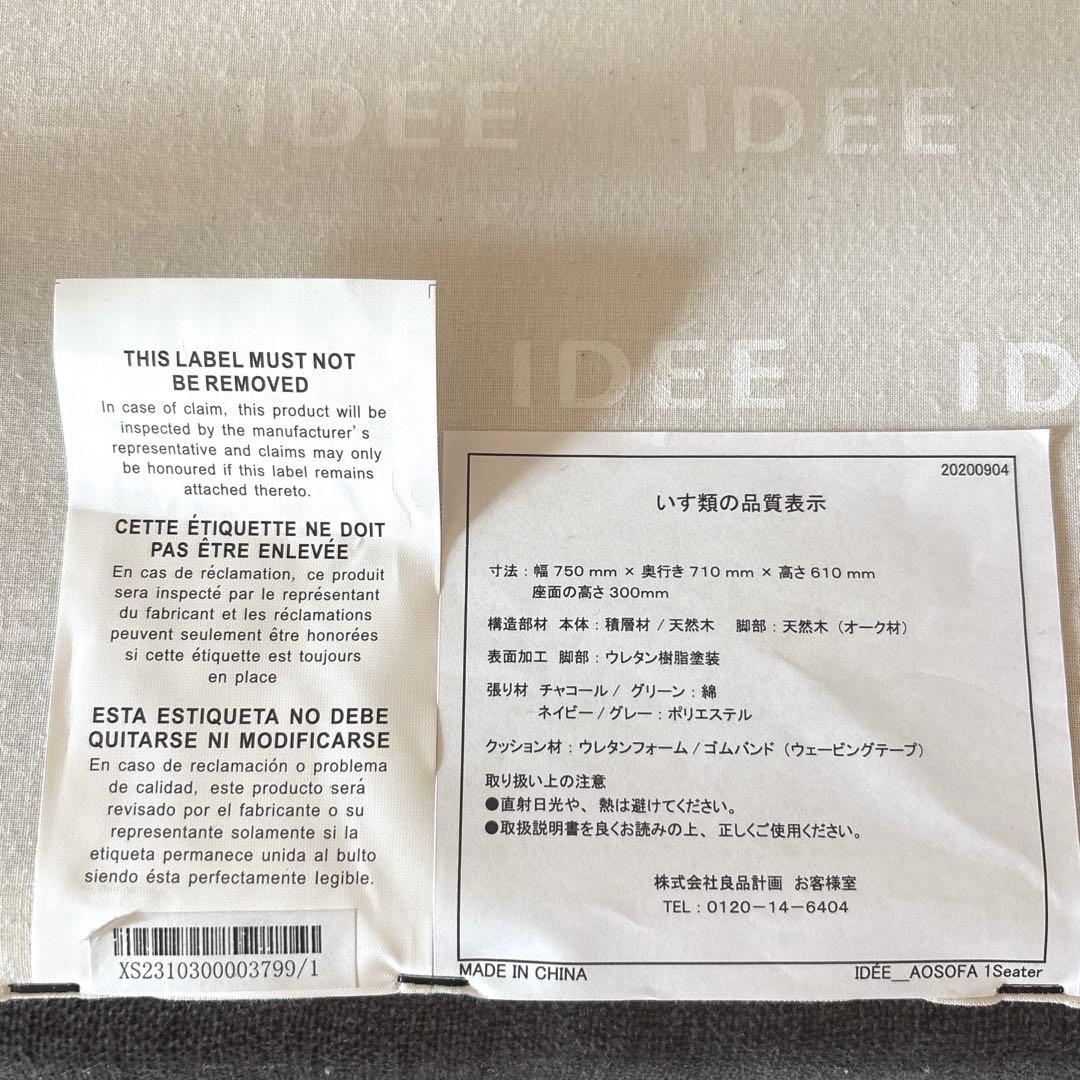 IDÉE IDÉE
IDÉE ID
THIS LABEL MUST NOT
BE REMOVED
In case of claim, this product will be
inspected by the manufacturer's
representative and claims may only
be honoured if this label remains
attached thereto.
CETTE ÉTIQUETTE NE DOIT
PAS ÊTRE ENLEVÉE
En cas de réclamation, ce produit
sera inspecté par le représentant
du fabricant et les réclamations
peuvent seulement être honorées
si cette étiquette est toujours
en place
ESTA ESTIQUETA NO DEBE
QUITARSE NI MODIFICARSE
En caso de reclamación o problema
de calidad, este producto será
revisado por el fabricante o su
representante solamente si la
etiqueta permanece unida al bulto
siendo ésta perfectamente legible.
XS2310300003799/1
20200904
いす類の品質表示
寸法：幅 750 mm × 奥行き 710 mm × 高さ 610 mm
座面の高さ 300mm
構造部材 本体：積層材 / 天然木 脚部：天然木（オーク材）
表面加工 脚部：ウレタン樹脂塗装
張り材 チャコール / グリーン：綿
ネイビー / グレー：ポリエステル
クッション材：ウレタンフォーム / ゴムバンド（ウェービングテープ）
取り扱い上の注意
●直射日光や、熱は避けてください。
●取扱説明書を良くお読みの上、正しくご使用ください。
株式会社良品計画 お客様室
TEL：0120－14－6404
MADE IN CHINA IDÉE__AOSOFA 1Seater